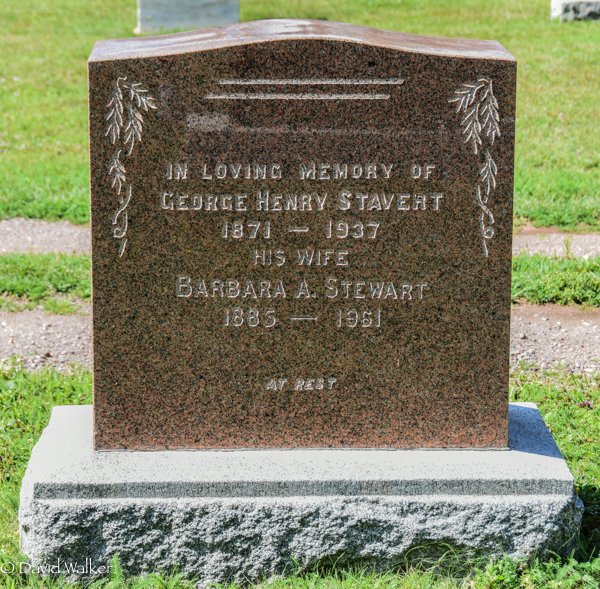 In Loving Memory of
George Henry Stavert
1871 — 1937
His Wife
Barbara A. Stewart
1885 — 1961
At Rest
© David Walker